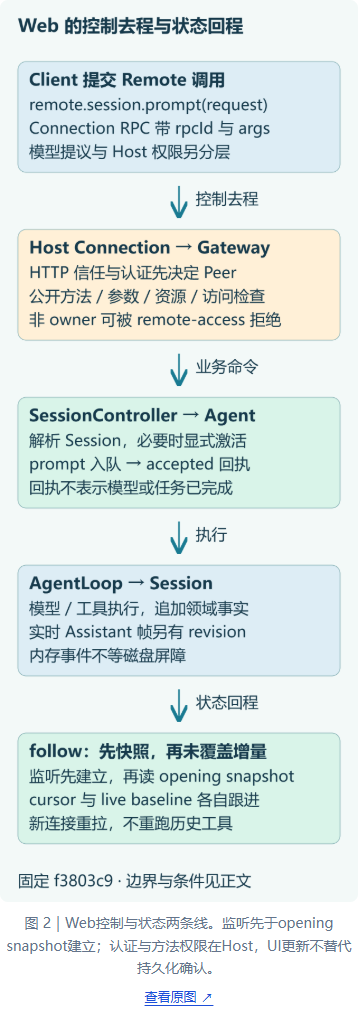 Web 的控制去程与状态回程
Client 提交 Remote 调用
remote.session.prompt(request)
Connection RPC 带 rpcId 与 args
模型提议与 Host 权限另分层
控制去程
Host Connection → Gateway
HTTP 信任与认证先决定 Peer
公开方法 / 参数 / 资源 / 访问检查
非 owner 可被 remote-access 拒绝
业务命令
SessionController → Agent
解析 Session，必要时显式激活
prompt 入队 → accepted 回执
回执不表示模型或任务已完成
执行
AgentLoop → Session
模型 / 工具执行，追加领域事实
实时 Assistant 帧另有 revision
内存事件不等磁盘屏障
状态回程
follow：先快照，再未覆盖增量
监听先建立，再读 opening snapshot
cursor 与 live baseline 各自跟进
新连接重拉，不重跑历史工具
固定 f3803c9 · 边界与条件见正文
图 2｜Web控制与状态两条线。监听先于opening
snapshot建立；认证与方法权限在Host，UI更新不替代
持久化确认。
查看原图 ↗